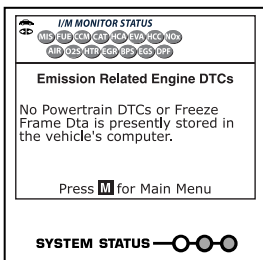 I/M MONITOR STATUS
MIS FUE CCM CAT HCA EVA HCC NOx
AIR O2S HTR EGR BPS EGS DPF
Emission Related Engine DTCs
No Powertrain DTCs or Freeze
Frame Dta is presently stored in
the vehicle's computer.
Press M for Main Menu
SYSTEM STATUS